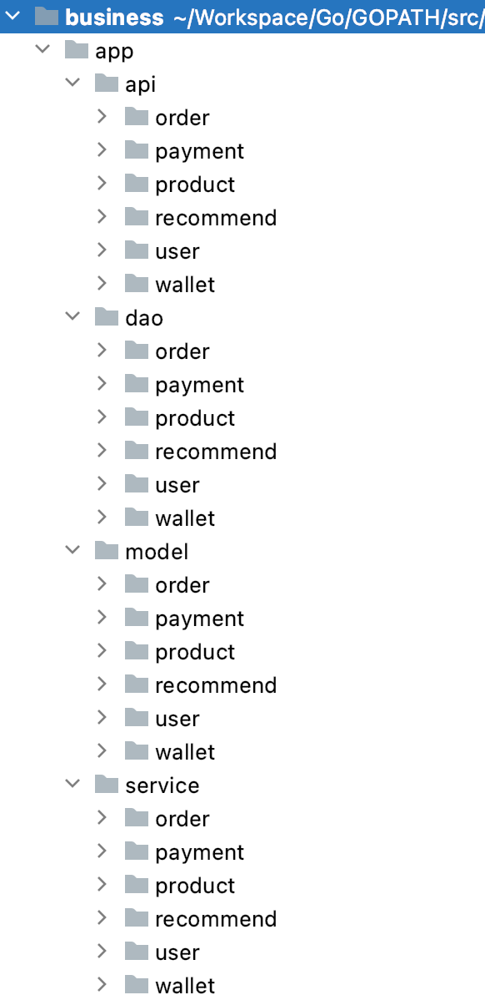 business ~/Workspace/Go/GOPATH/src/
app
api
order
payment
product
recommend
user
wallet
dao
order
payment
product
recommend
user
wallet
model
order
payment
product
recommend
user
wallet
service
order
payment
product
recommend
user
wallet